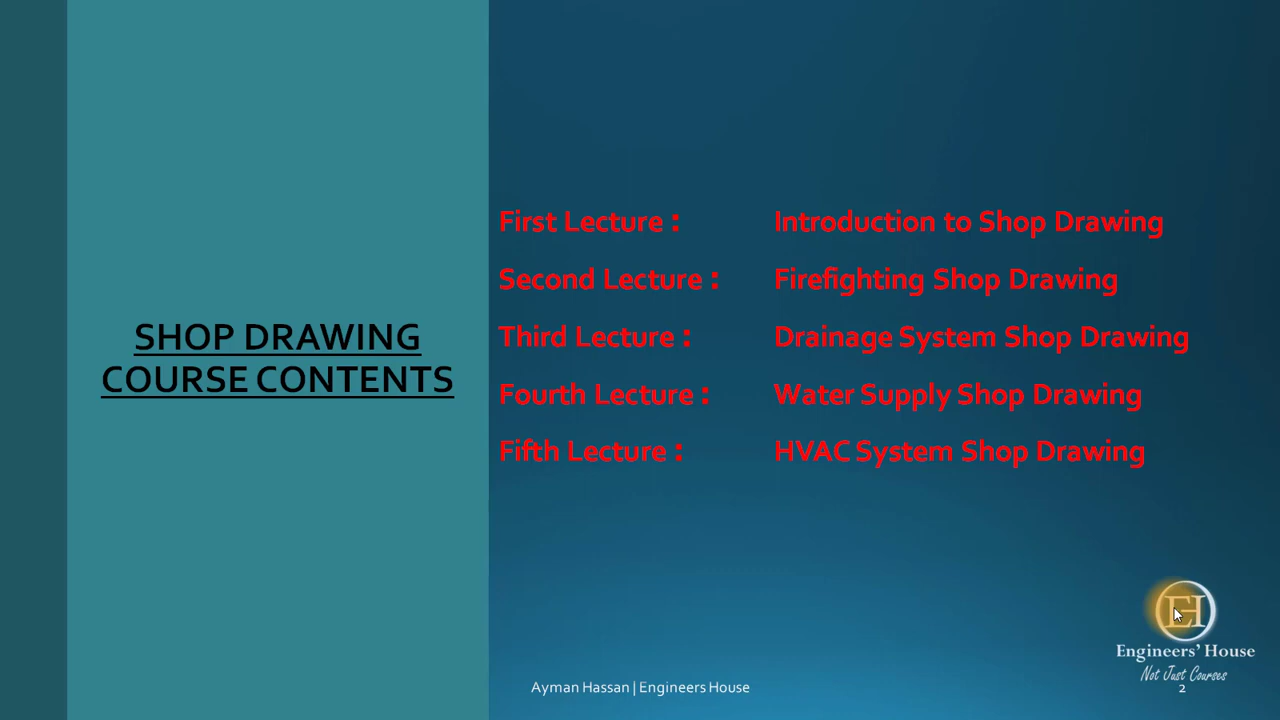 SHOP DRAWING
COURSE CONTENTS
First Lecture : Introduction to Shop Drawing
Second Lecture : Firefighting Shop Drawing
Third Lecture : Drainage System Shop Drawing
Fourth Lecture : Water Supply Shop Drawing
Fifth Lecture : HVAC System Shop Drawing
EH
Engineers' House
Not Just Courses
Ayman Hassan | Engineers House
2